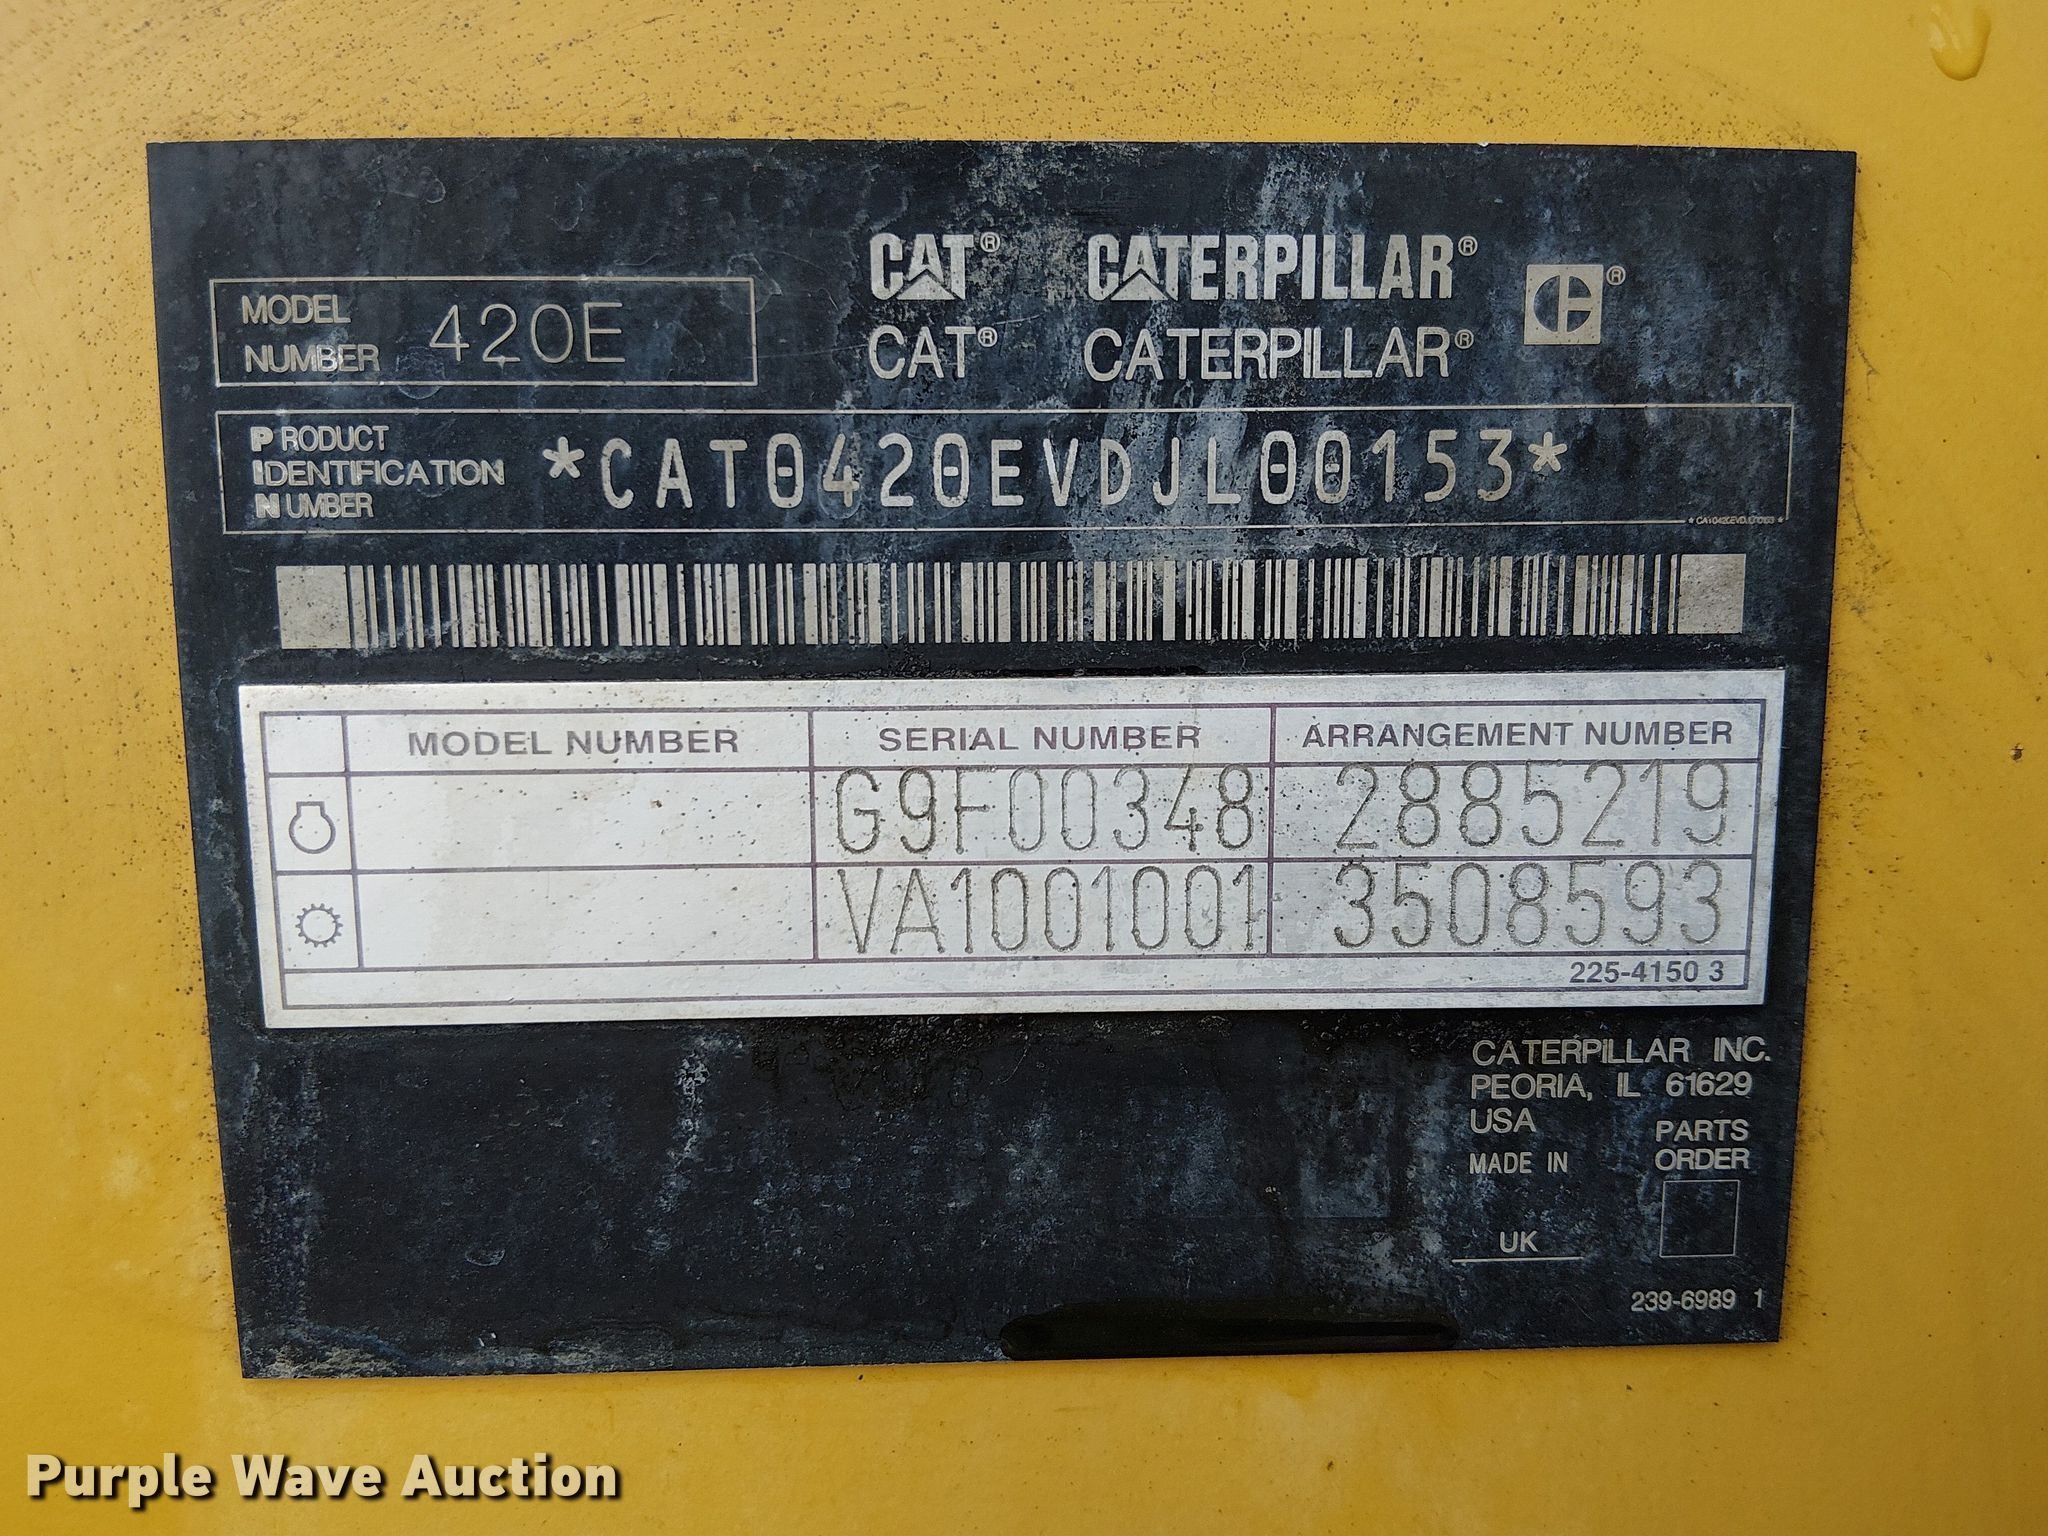 CAT® CATERPILLAR®
MODEL NUMBER 420E
CAT® CATERPILLAR®
PRODUCT IDENTIFICATION NUMBER *CAT0420EVDJL00153*
*CAT0420EVDJL00153*
MODEL NUMBER SERIAL NUMBER ARRANGEMENT NUMBER
G9F00348 2885219
VA1001001 3508593
225-4150 3
CATERPILLAR INC.
PEORIA, IL 61629
USA
PARTS ORDER
MADE IN
UK
239-6989 1
Purple Wave Auction